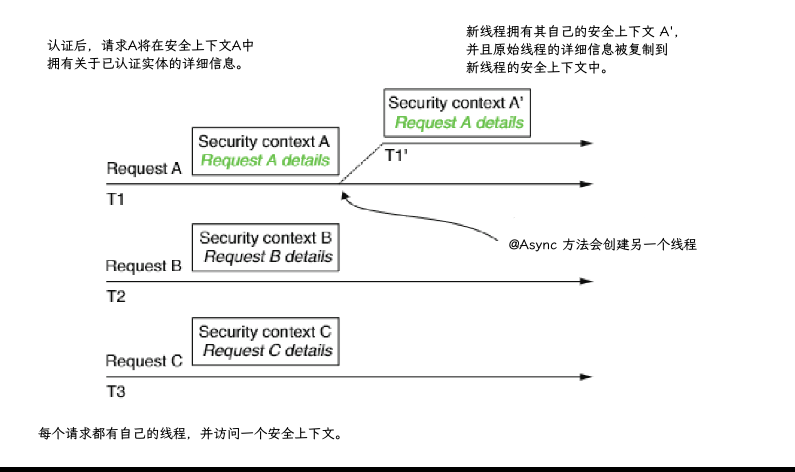 认证后，请求A将在安全上下文A中
拥有关于已认证实体的详细信息。
新线程拥有其自己的安全上下文 A'，
并且原始线程的详细信息被复制到
新线程的安全上下文中。
Security context A'
Request A details
Security context A
Request A details
T1'
Request A
T1
@Async 方法会创建另一个线程
Security context B
Request B details
Request B
T2
Security context C
Request C details
Request C
T3
每个请求都有自己的线程，并访问一个安全上下文。